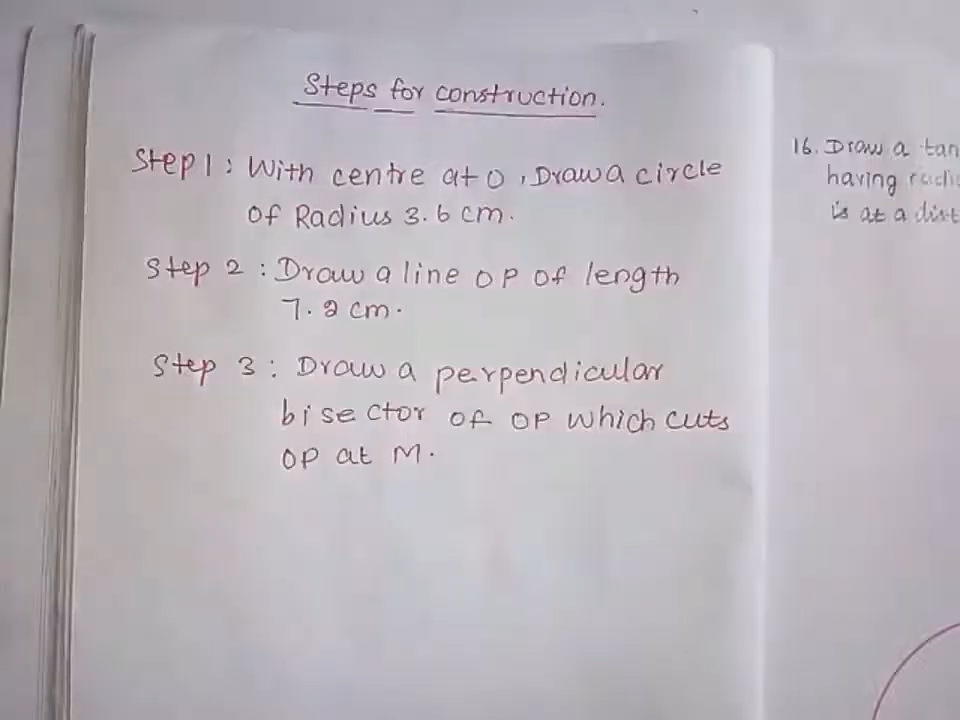 Steps for construction.
Step 1 : With centre at O , Draw a circle
of Radius 3.6 cm.
Step 2 : Draw a line OP of length
7.2 cm.
Step 3 : Draw a perpendicular
bisector of OP which cuts
OP at M.
16. Draw a tan
having
is at a dist